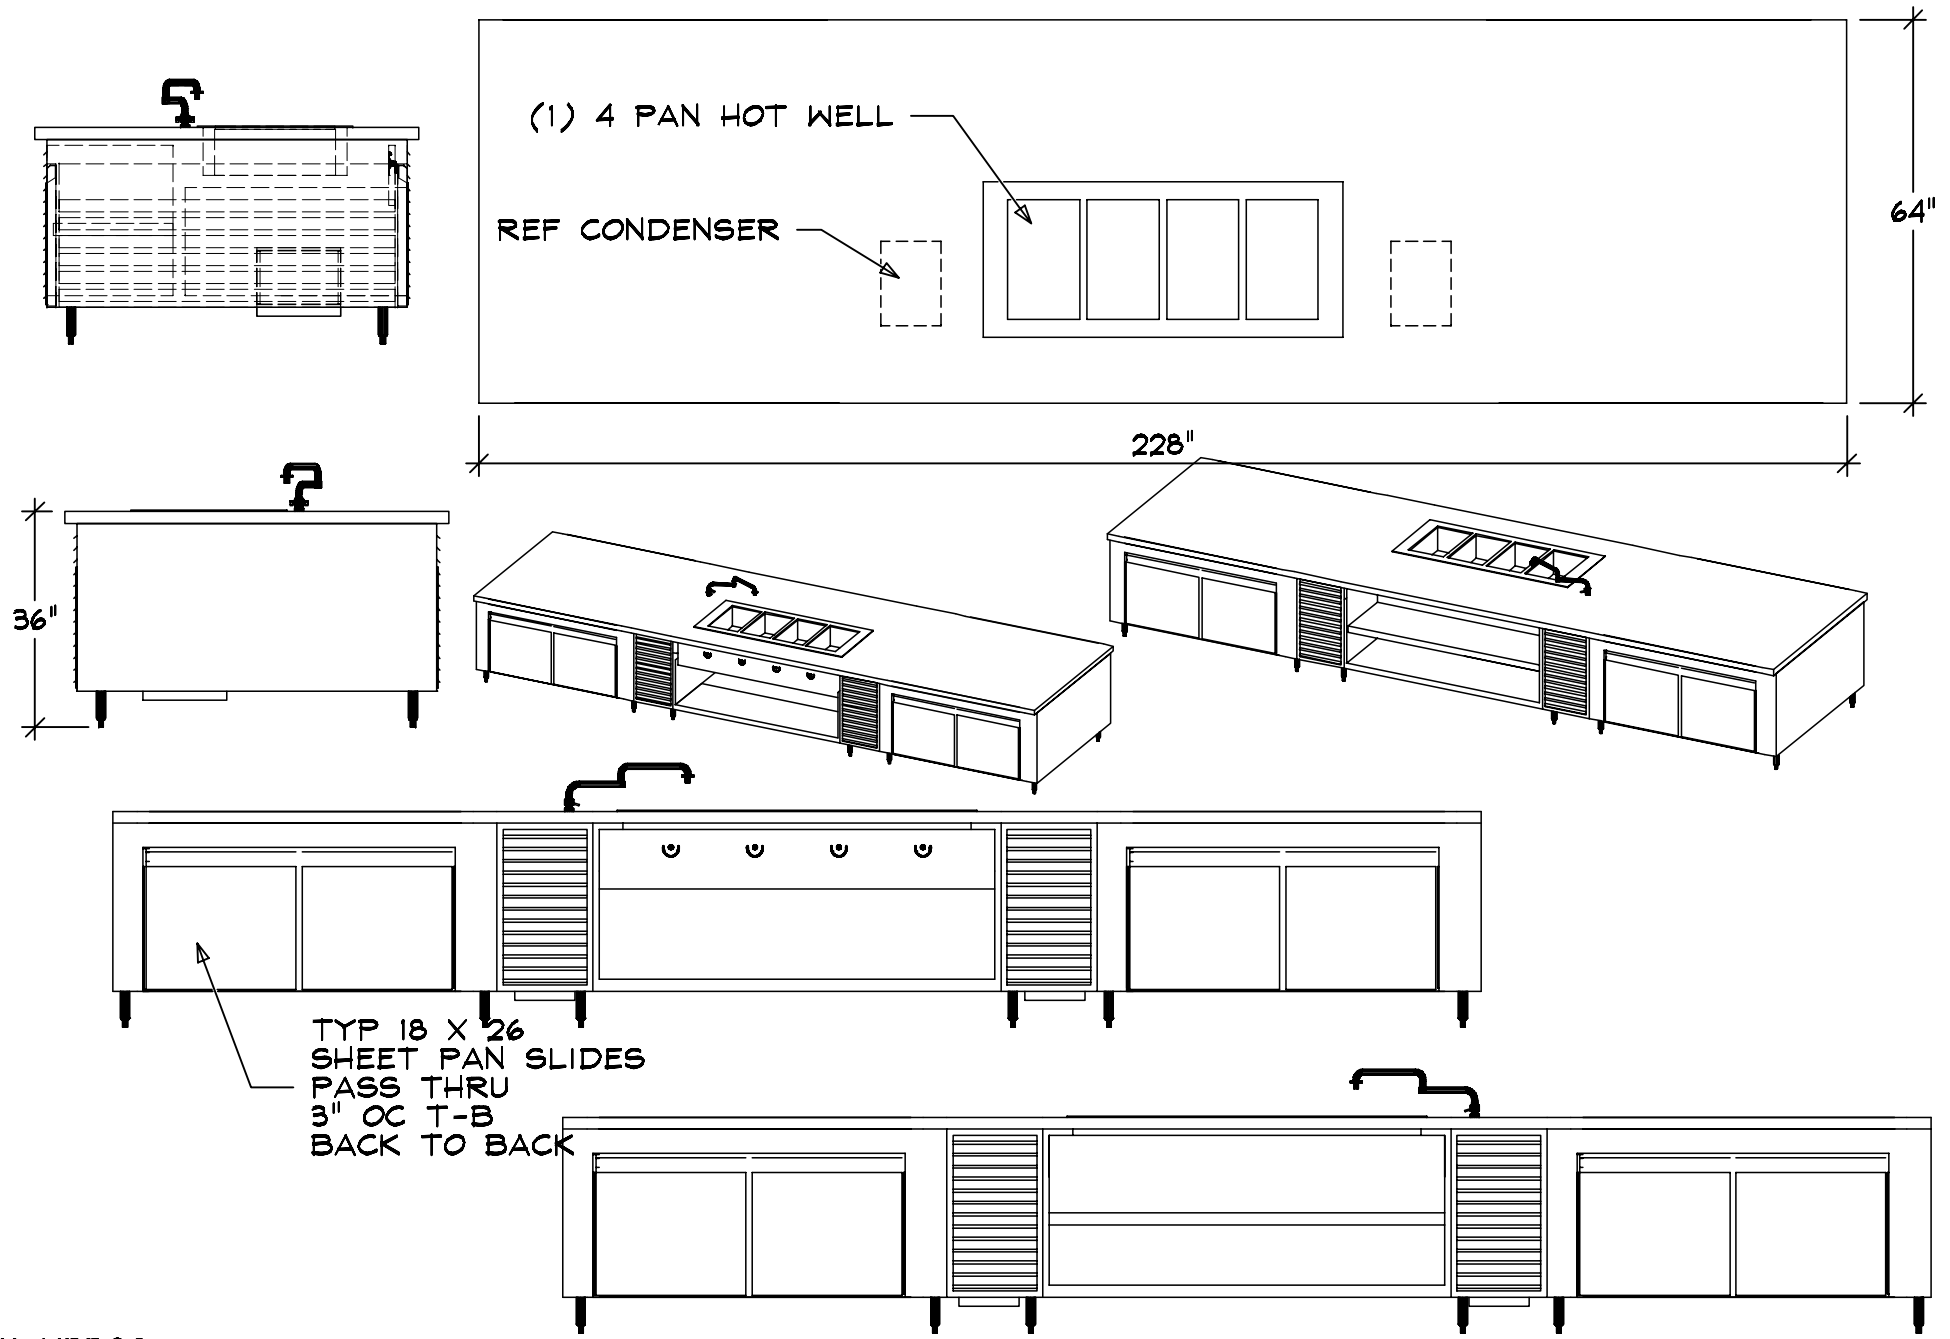 (1) 4 PAN HOT WELL
REF CONDENSER
64"
228"
36"
TYP 18 X 26
SHEET PAN SLIDES
PASS THRU
3" OC T-B
BACK TO BACK